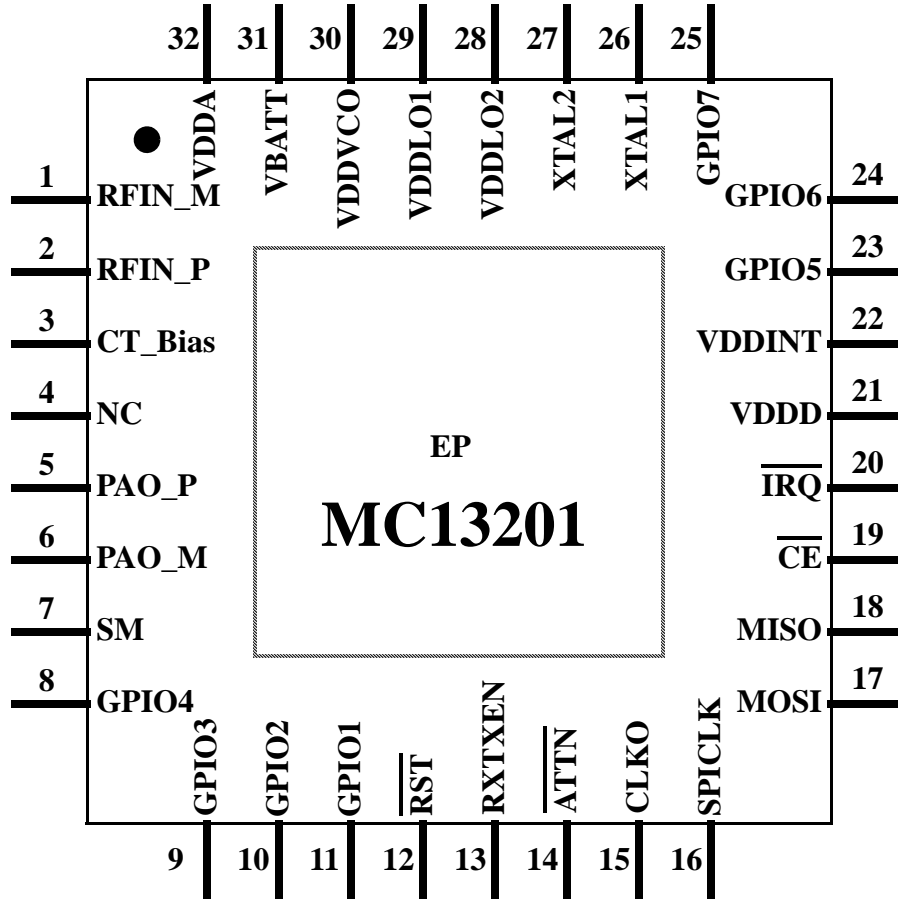 32 31 30 29 28 27 26 25
VDDA VBATT VDDVCO VDDLO1 VDDLO2 XTAL2 XTAL1 GPIO7
1 RFIN_M GPIO6 24
2 RFIN_P GPIO5 23
3 CT_Bias VDDINT 22
4 NC VDDD 21
EP
5 PAO_P IRQ 20
MC13201
6 PAO_M CE 19
7 SM MISO 18
8 GPIO4 MOSI 17
GPIO3 GPIO2 GPIO1 RST RXTXEN ATTN CLKO SPICLK
9 10 11 12 13 14 15 16